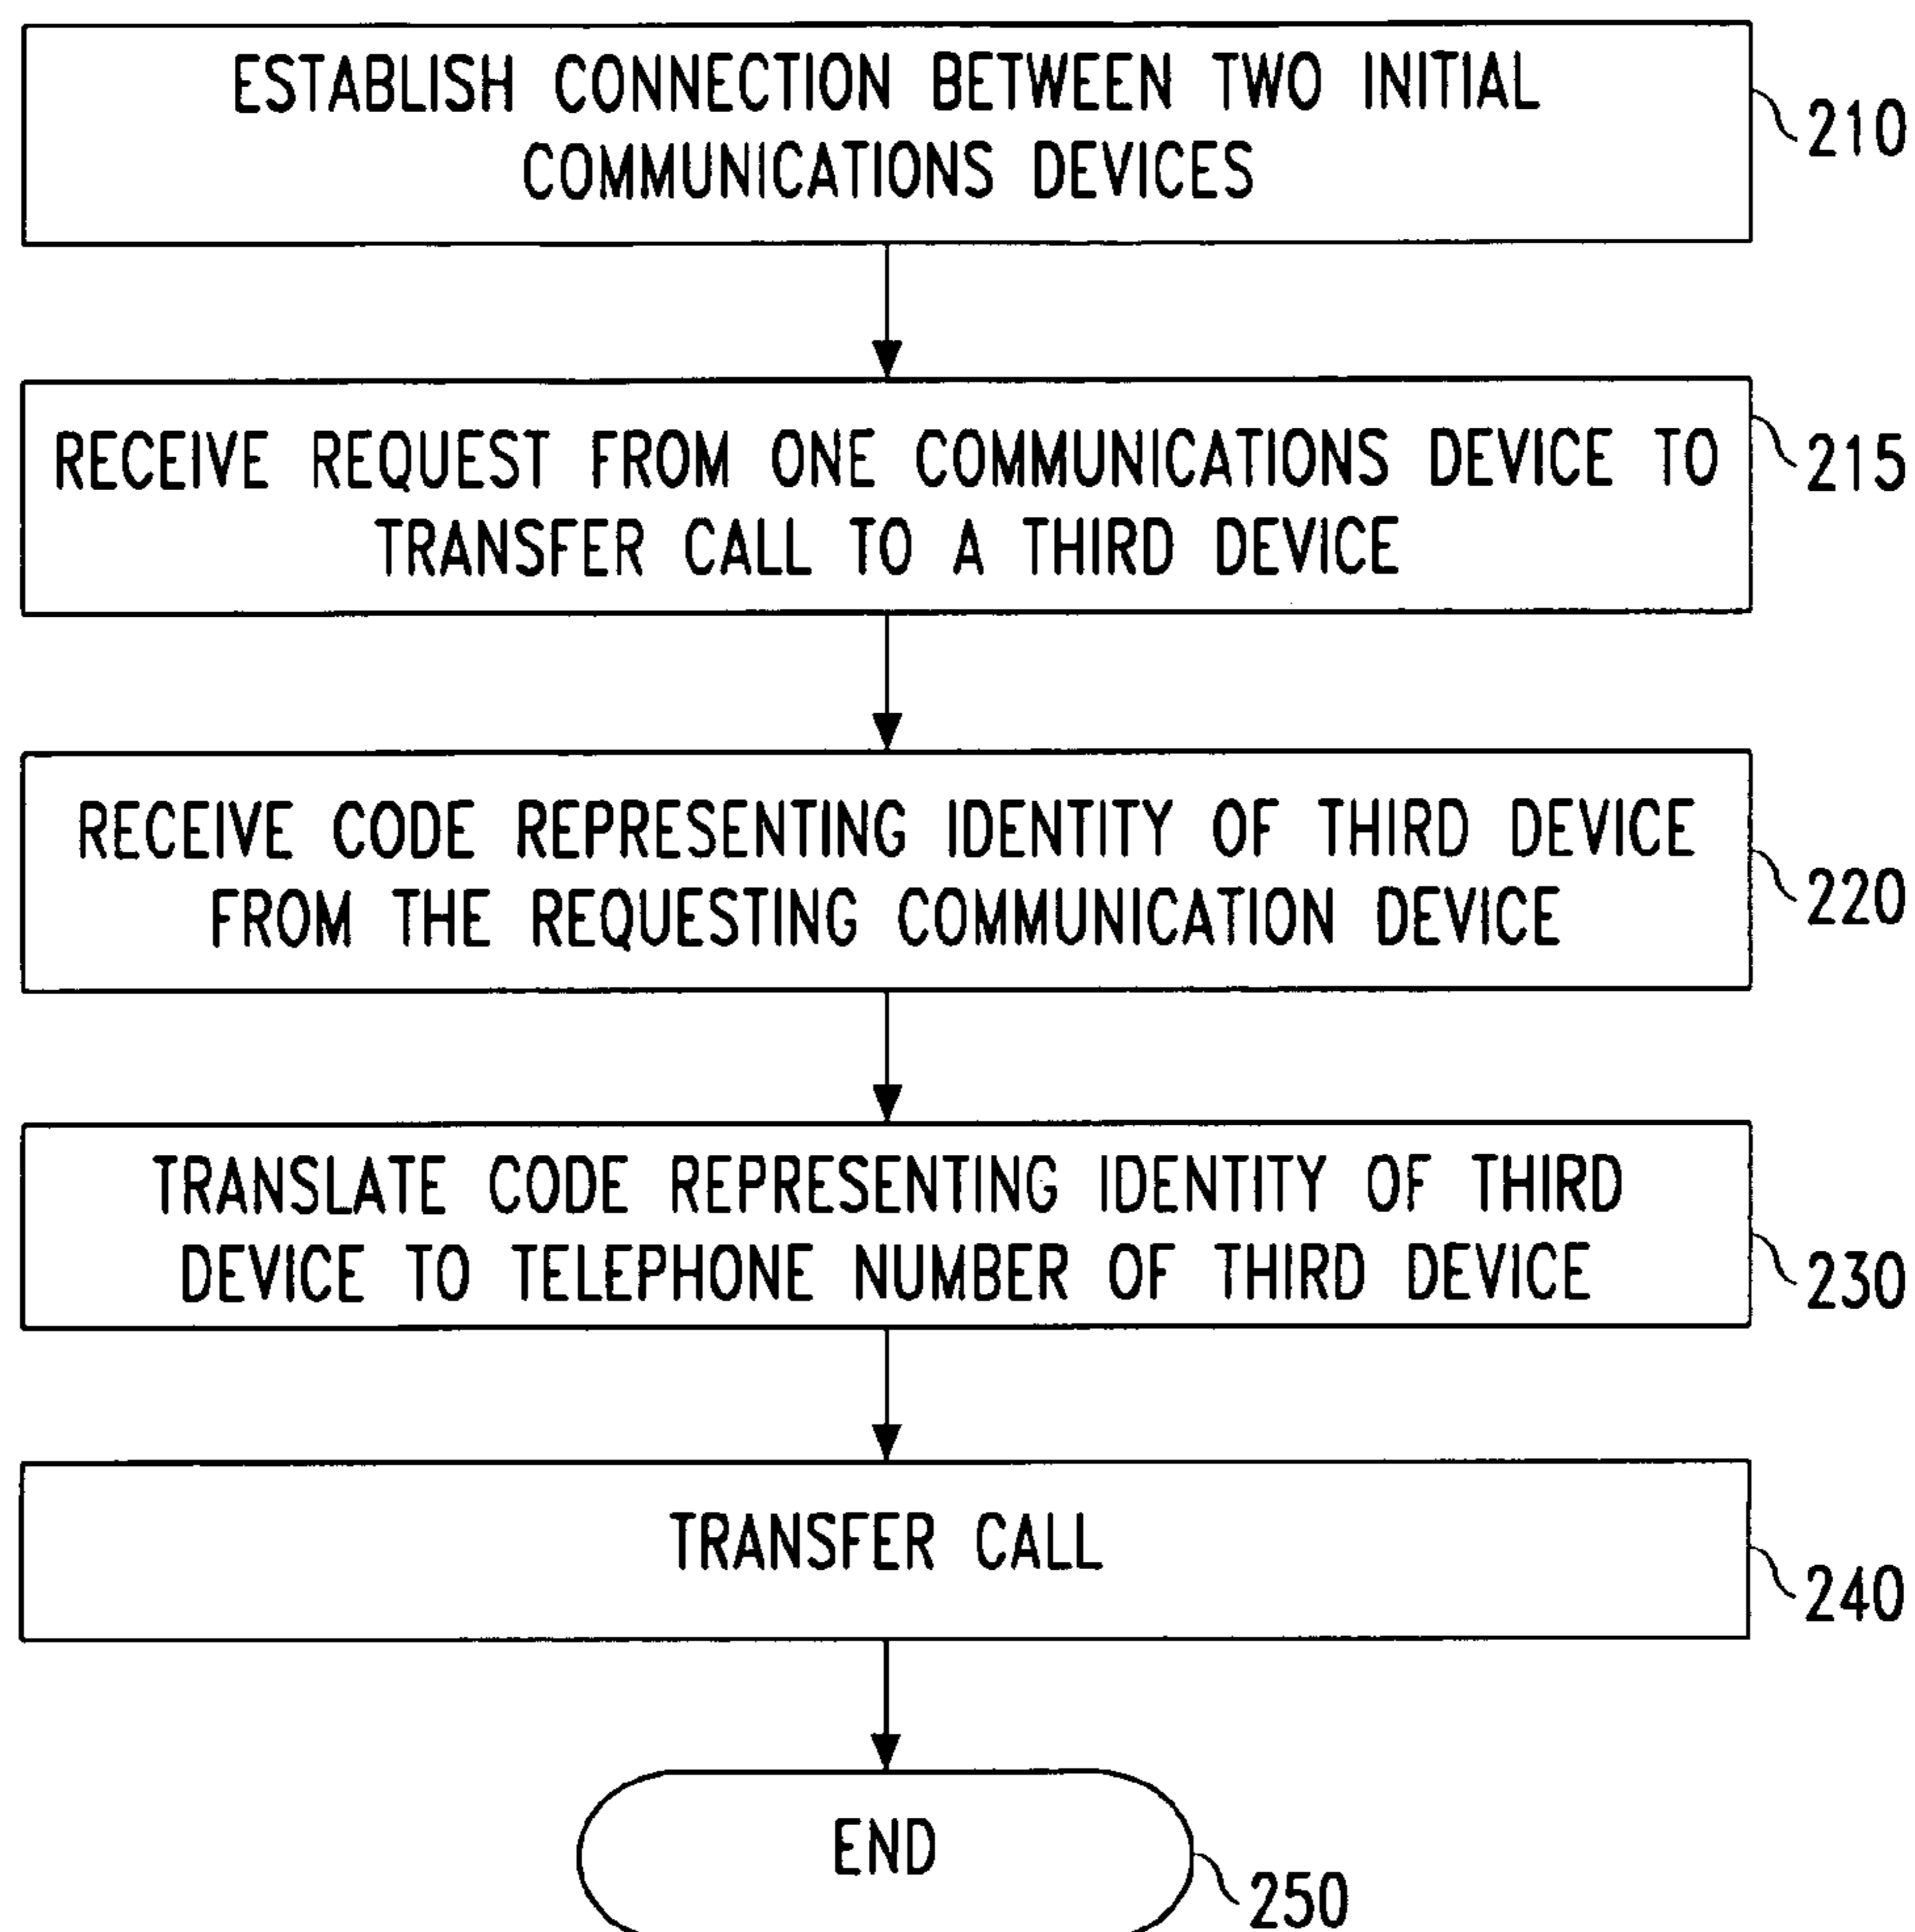 ESTABLISH CONNECTION BETWEEN TWO INITIAL
COMMUNICATIONS DEVICES
210
RECEIVE REQUEST FROM ONE COMMUNICATIONS DEVICE TO
TRANSFER CALL TO A THIRD DEVICE
215
RECEIVE CODE REPRESENTING IDENTITY OF THIRD DEVICE
FROM THE REQUESTING COMMUNICATION DEVICE
220
TRANSLATE CODE REPRESENTING IDENTITY OF THIRD
DEVICE TO TELEPHONE NUMBER OF THIRD DEVICE
230
TRANSFER CALL
240
END
250